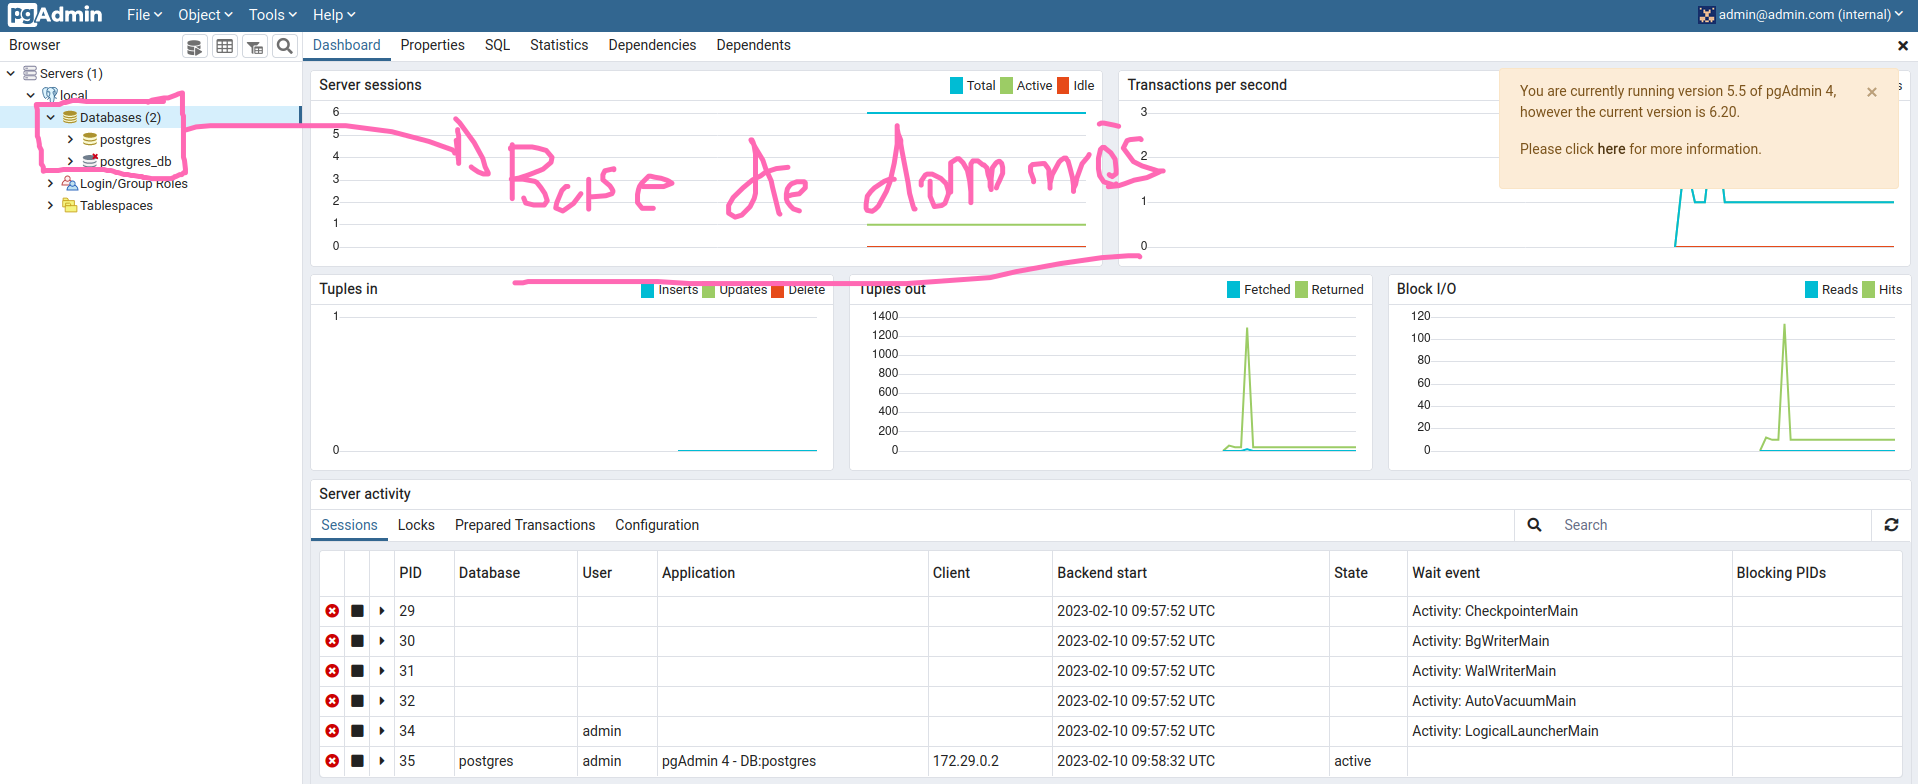 pgAdmin File Object Tools Help admin@admin.com (internal)
Browser Dashboard Properties SQL Statistics Dependencies Dependents
Servers (1)
local
Databases (2)
postgres
postgres_db
Login/Group Roles
Tablespaces
Server sessions Total Active Idle
6
5
4
3
2
1
0
Base de
Transactions per second
3
2
1
0
You are currently running version 5.5 of pgAdmin 4,
however the current version is 6.20.
Please click here for more information.
Tuples in Inserts Updates Delete
1
0
Tuples out Fetched Returned
1400
1200
1000
800
600
400
200
0
Block I/O Reads Hits
120
100
80
60
40
20
0
Server activity
Sessions Locks Prepared Transactions Configuration Search
PID Database User Application Client Backend start State Wait event Blocking PIDs
29 2023-02-10 09:57:52 UTC Activity: CheckpointerMain
30 2023-02-10 09:57:52 UTC Activity: BgWriterMain
31 2023-02-10 09:57:52 UTC Activity: WalWriterMain
32 2023-02-10 09:57:52 UTC Activity: AutoVacuumMain
34 admin 2023-02-10 09:57:52 UTC Activity: LogicalLauncherMain
35 postgres admin pgAdmin 4 - DB:postgres 172.29.0.2 2023-02-10 09:58:32 UTC active